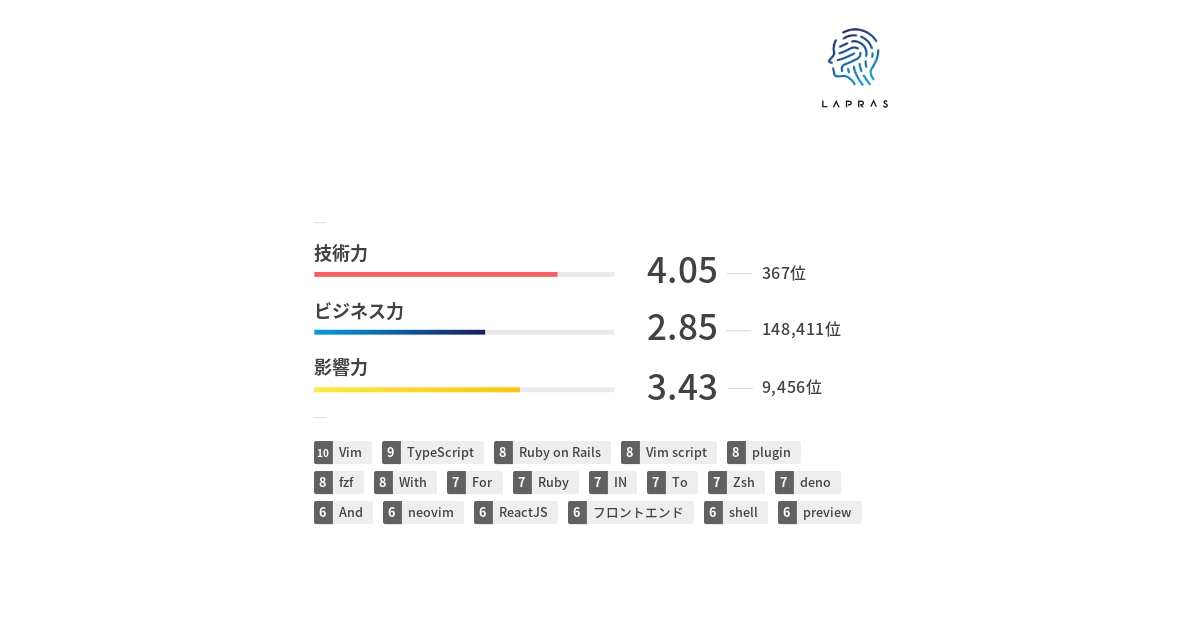 LAPRAS
技術力
4.05 367位
ビジネス力
2.85 148,411位
影響力
3.43 9,456位
10 Vim 9 TypeScript 8 Ruby on Rails 8 Vim script 8 plugin
8 fzf 8 With 7 For 7 Ruby 7 IN 7 To 7 Zsh 7 deno
6 And 6 neovim 6 ReactJS 6 フロントエンド 6 shell 6 preview